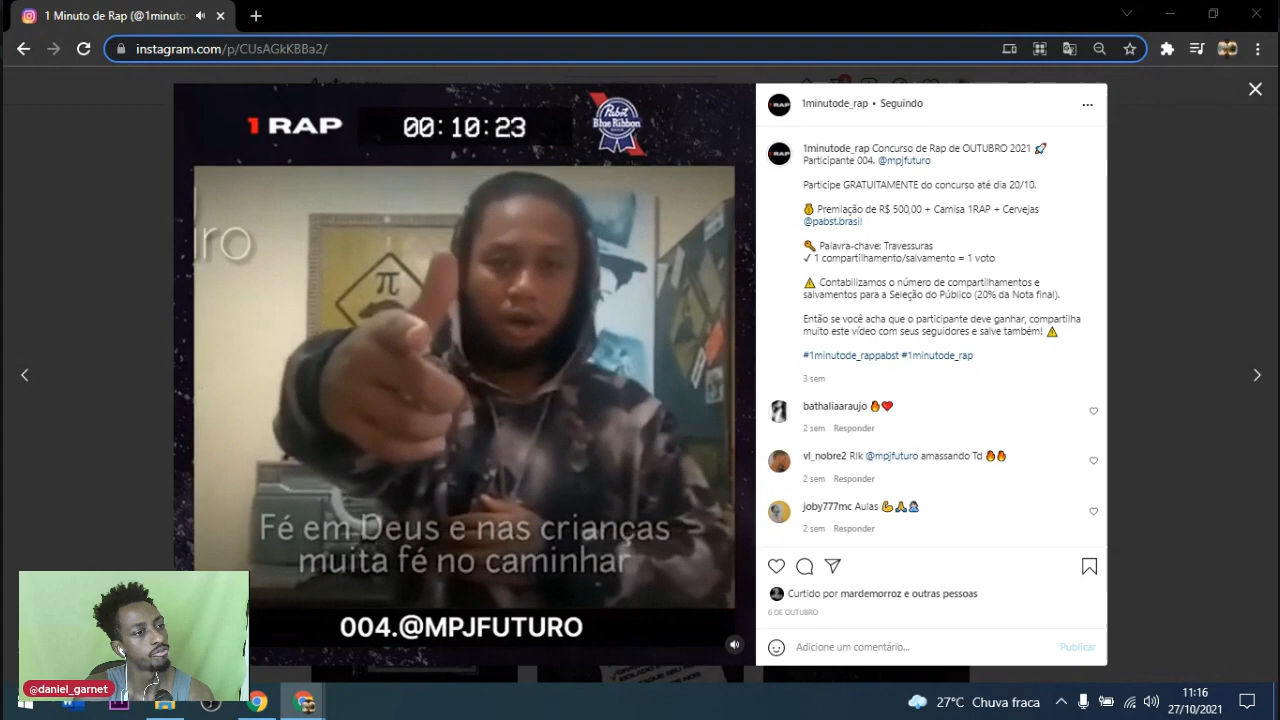 1 Rap • 1 Minuto
instagram.com/p/CUsAGkKBBa2/
1 RAP
00:10:23
Pabst
Blue Ribbon
iro
π
Fé em Deus e nas crianças
muita fé no caminhar
004.@MPJFUTURO
1minutode_rap • Seguindo
1minutode_rap Concurso de Rap de OUTUBRO 2021 🚀
Participante 004. @mpjfuturo
Participe GRATUITAMENTE do concurso até dia 20/10.
🥇 Premiação de R$ 500,00 + Camisa 1RAP + Cervejas
@pabst.brasil
🔑 Palavra-chave: Travessuras
✓ 1 compartilhamento/salvamento = 1 voto
⚠ Contabilizamos o número de compartilhamentos e
salvamentos para a Seleção do Público (20% da Nota final).
Então se você acha que o participante deve ganhar, compartilha
muito este vídeo com seus seguidores e salve também! ⚠
#1minutode_rappabst #1minutode_rap
3 sem
bathaliaaraujo 🔥❤
2 sem Responder
vl_nobre2 Rlk @mpjfuturo amassando Td 🔥🔥
2 sem Responder
joby777mc Aulas 💪🙏
2 sem Responder
Curtido por mardemorroz e outras pessoas
6 DE OUTUBRO
Adicione um comentário...
Publicar
@daniel_garnet
27°C Chuva fraca
11:16
27/10/2021